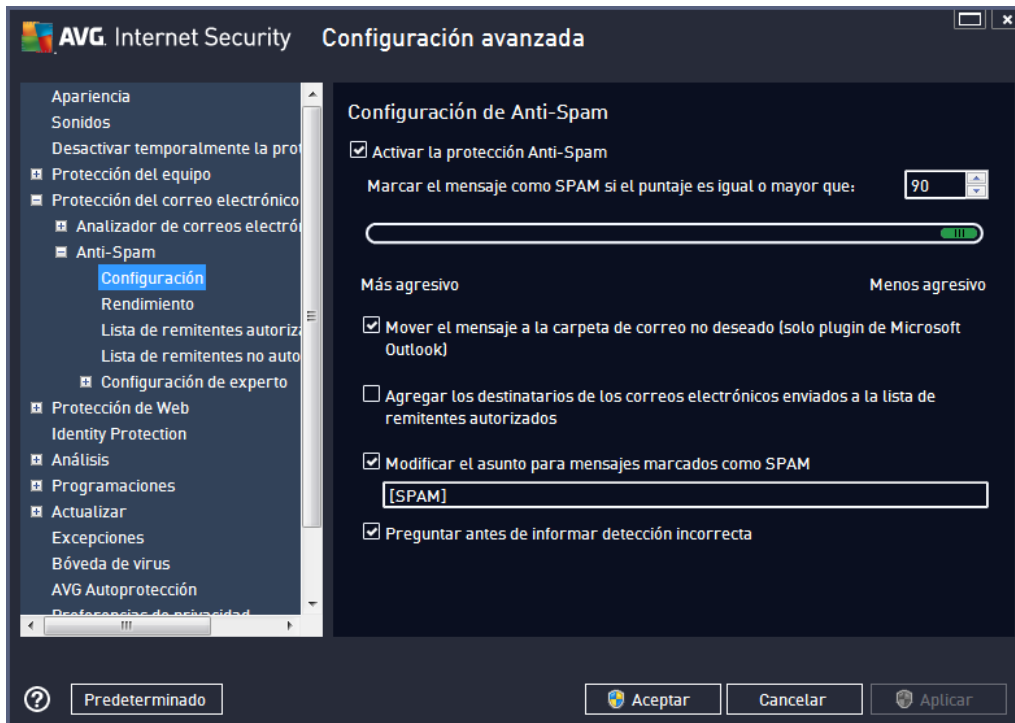 AVG. Internet Security
Configuración avanzada
Apariencia
Sonidos
Desactivar temporalmente la prot
Protección del equipo
Protección del correo electrónico
Analizador de correos electró
Anti-Spam
Configuración
Rendimiento
Lista de remitentes autoriza
Lista de remitentes no auto
Configuración de experto
Protección de Web
Identity Protection
Análisis
Programaciones
Actualizar
Excepciones
Bóveda de virus
AVG Autoprotección
Preferencias de privacidad
Configuración de Anti-Spam
Activar la protección Anti-Spam
Marcar el mensaje como SPAM si el puntaje es igual o mayor que: 90
Más agresivo Menos agresivo
Mover el mensaje a la carpeta de correo no deseado (solo plugin de Microsoft
Outlook)
Agregar los destinatarios de los correos electrónicos enviados a la lista de
remitentes autorizados
Modificar el asunto para mensajes marcados como SPAM
[SPAM]
Preguntar antes de informar detección incorrecta
? Predeterminado Aceptar Cancelar Aplicar